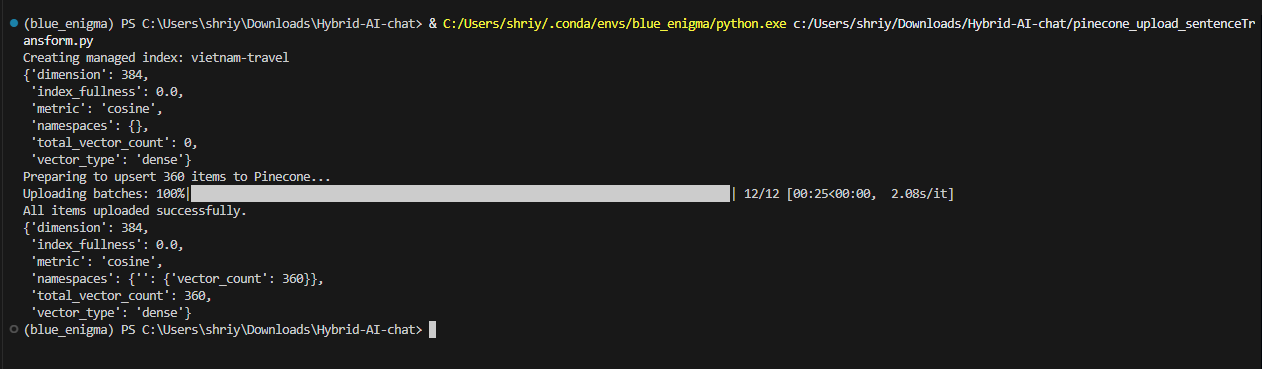 (blue_enigma) PS C:\Users\shriy\Downloads\Hybrid-AI-chat> & C:/Users/shriy/.conda/envs/blue_enigma/python.exe c:/Users/shriy/Downloads/Hybrid-AI-chat/pinecone_upload_sentenceTr
ansform.py
Creating managed index: vietnam-travel
{'dimension': 384,
 'index_fullness': 0.0,
 'metric': 'cosine',
 'namespaces': {},
 'total_vector_count': 0,
 'vector_type': 'dense'}
Preparing to upsert 360 items to Pinecone...
Uploading batches: 100%|██████████| 12/12 [00:25<00:00,  2.08s/it]
All items uploaded successfully.
{'dimension': 384,
 'index_fullness': 0.0,
 'metric': 'cosine',
 'namespaces': {'': {'vector_count': 360}},
 'total_vector_count': 360,
 'vector_type': 'dense'}
(blue_enigma) PS C:\Users\shriy\Downloads\Hybrid-AI-chat>